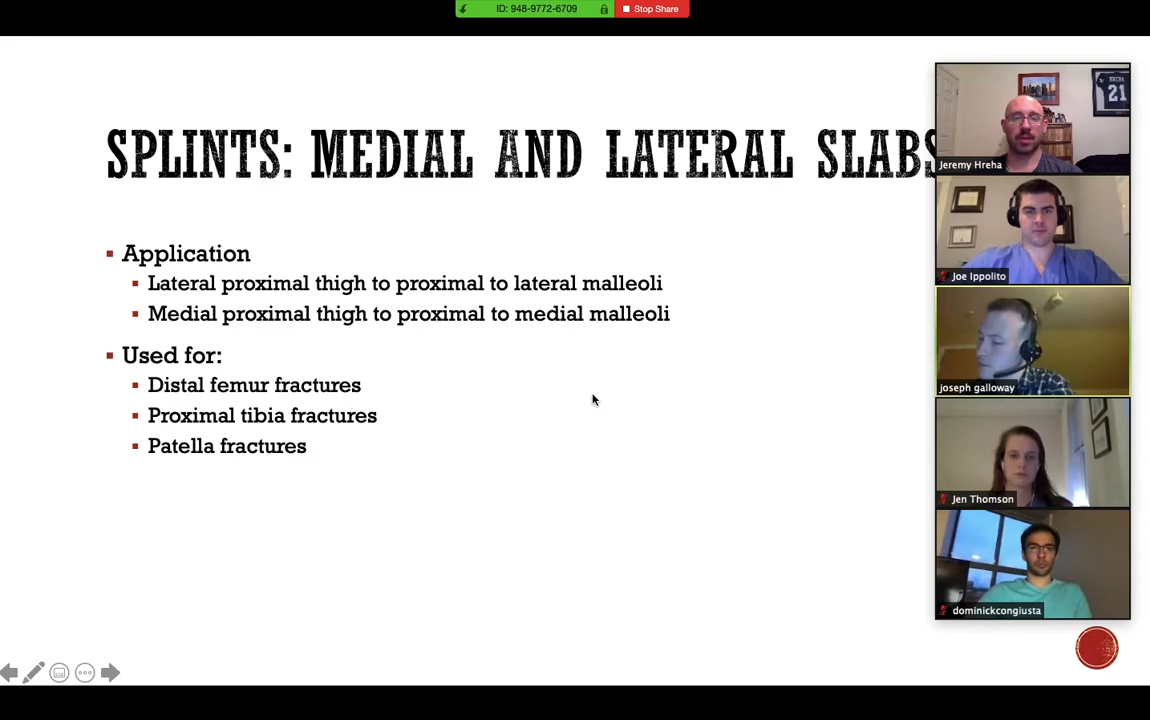 ID: 948-9772-6709
Stop Share
SPLINTS: MEDIAL AND LATERAL SLABS
Application
Lateral proximal thigh to proximal to lateral malleoli
Medial proximal thigh to proximal to medial malleoli
Used for:
Distal femur fractures
Proximal tibia fractures
Patella fractures
21
Jeremy Hreha
Joe Ippolito
joseph galloway
Jen Thomson
dominickcongiusta